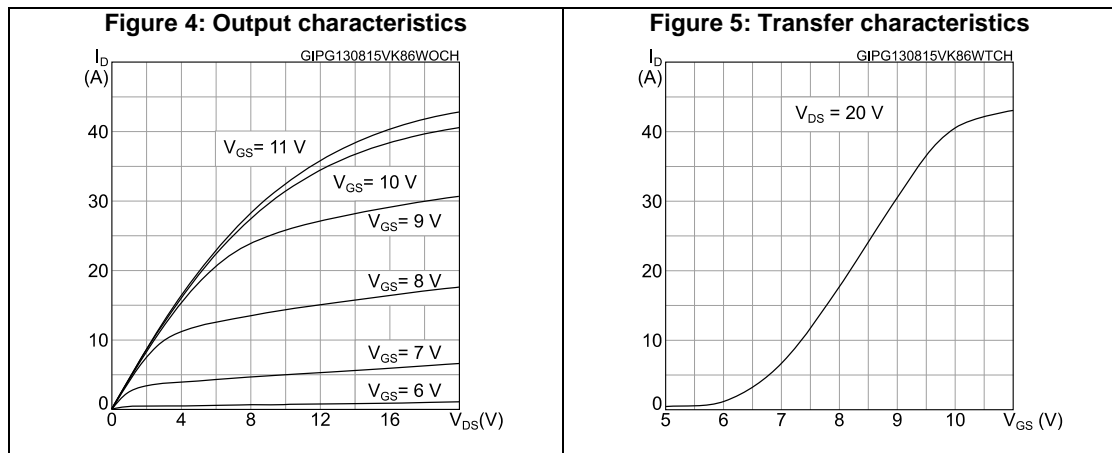 Figure 4: Output characteristics
GIPG130815VK86WOCH
I_D
(A)
40
30
20
10
0
V_GS= 11 V
V_GS= 10 V
V_GS= 9 V
V_GS= 8 V
V_GS= 7 V
V_GS= 6 V
0 4 8 12 16 V_DS(V)
Figure 5: Transfer characteristics
GIPG130815VK86WTCH
I_D
(A)
V_DS = 20 V
40
30
20
10
0
5 6 7 8 9 10 V_GS (V)